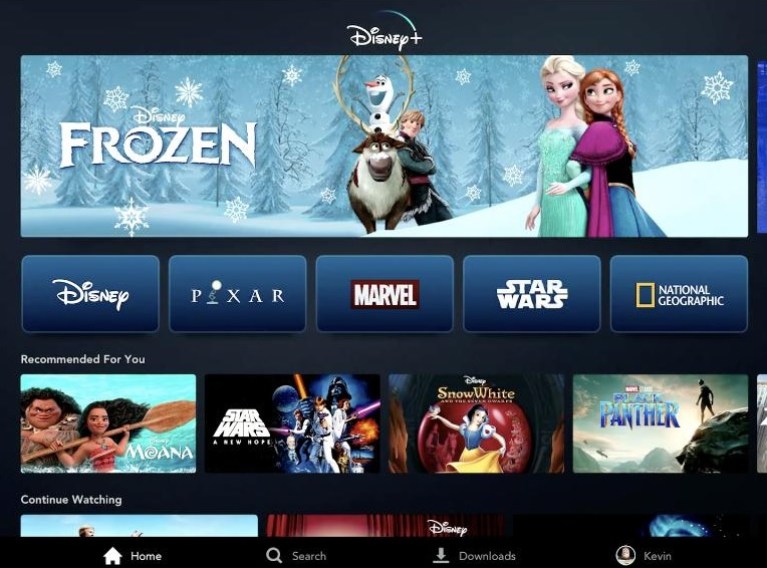 Disney+
Disney
FROZEN
Disney
PIXAR
MARVEL
STAR
WARS
NATIONAL
GEOGRAPHIC
Recommended For You
Disney
MOANA
STAR
WARS
A NEW HOPE
Disney
SNOW WHITE
AND THE SEVEN DWARFS
MARVEL STUDIOS
BLACK
PANTHER
Continue Watching
Disney
Home
Search
Downloads
Kevin